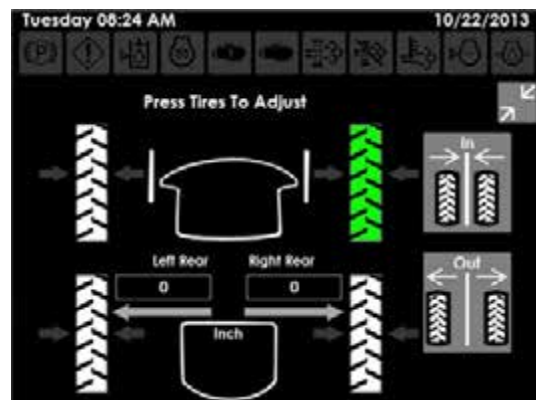 Tuesday 08:24 AM 10/22/2013
(P)
Press Tires To Adjust
In
Left Rear Right Rear
0 0
Out
Inch